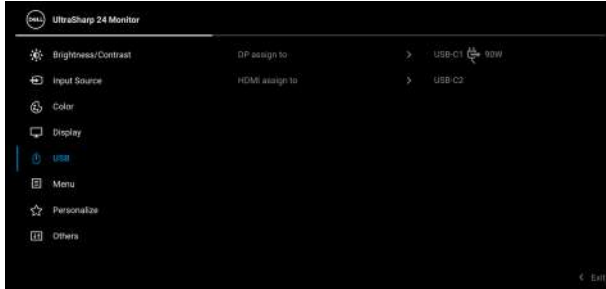 DELL UltraSharp 24 Monitor
Brightness/Contrast
DP assign to > USB-C1 90W
Input Source
HDMI assign to > USB-C2
Color
Display
USB
Menu
Personalize
Others
< Exit